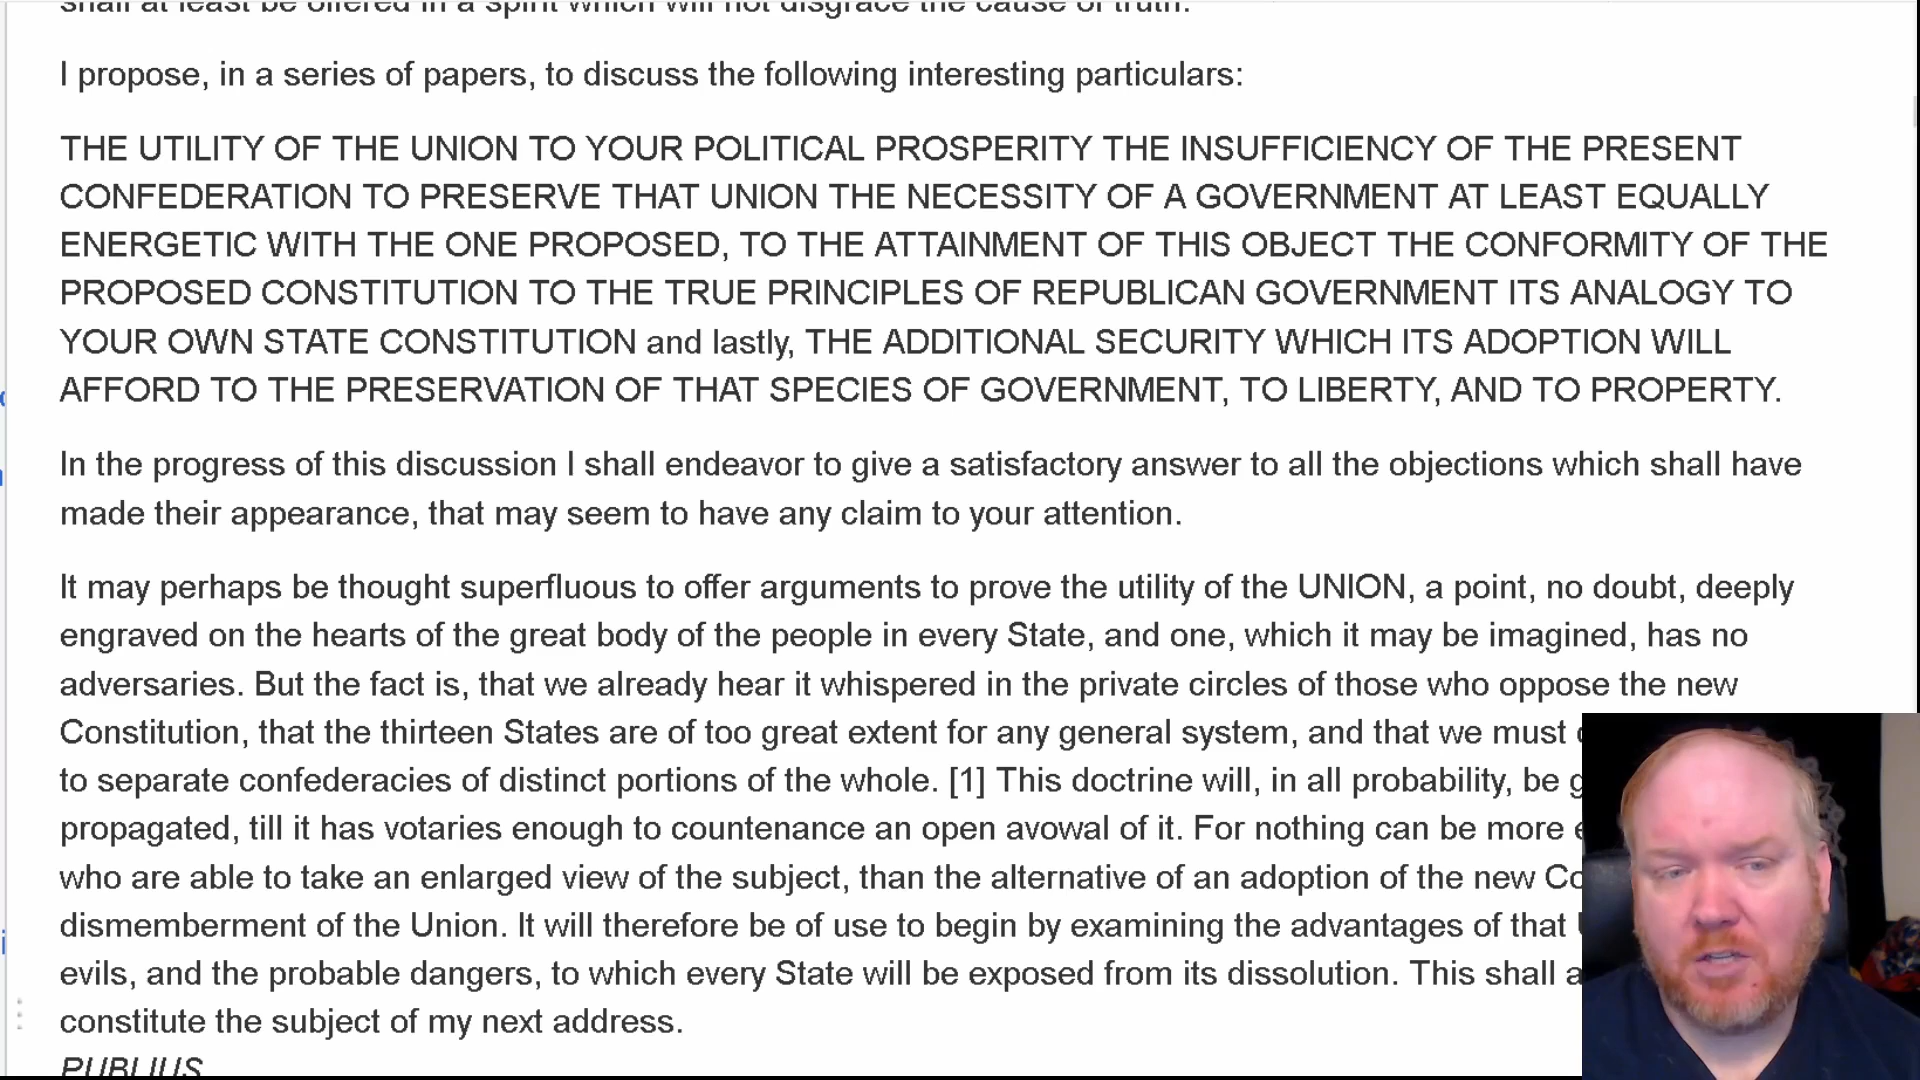 shall at least be offered in a spirit which will not disgrace the cause of truth.
I propose, in a series of papers, to discuss the following interesting particulars:
THE UTILITY OF THE UNION TO YOUR POLITICAL PROSPERITY THE INSUFFICIENCY OF THE PRESENT
CONFEDERATION TO PRESERVE THAT UNION THE NECESSITY OF A GOVERNMENT AT LEAST EQUALLY
ENERGETIC WITH THE ONE PROPOSED, TO THE ATTAINMENT OF THIS OBJECT THE CONFORMITY OF THE
PROPOSED CONSTITUTION TO THE TRUE PRINCIPLES OF REPUBLICAN GOVERNMENT ITS ANALOGY TO
YOUR OWN STATE CONSTITUTION and lastly, THE ADDITIONAL SECURITY WHICH ITS ADOPTION WILL
AFFORD TO THE PRESERVATION OF THAT SPECIES OF GOVERNMENT, TO LIBERTY, AND TO PROPERTY.
In the progress of this discussion I shall endeavor to give a satisfactory answer to all the objections which shall have
made their appearance, that may seem to have any claim to your attention.
It may perhaps be thought superfluous to offer arguments to prove the utility of the UNION, a point, no doubt, deeply
engraved on the hearts of the great body of the people in every State, and one, which it may be imagined, has no
adversaries. But the fact is, that we already hear it whispered in the private circles of those who oppose the new
Constitution, that the thirteen States are of too great extent for any general system, and that we must
to separate confederacies of distinct portions of the whole. [1] This doctrine will, in all probability, be
propagated, till it has votaries enough to countenance an open avowal of it. For nothing can be more
who are able to take an enlarged view of the subject, than the alternative of an adoption of the new
dismemberment of the Union. It will therefore be of use to begin by examining the advantages of that
evils, and the probable dangers, to which every State will be exposed from its dissolution. This shall
constitute the subject of my next address.
PUBLIUS